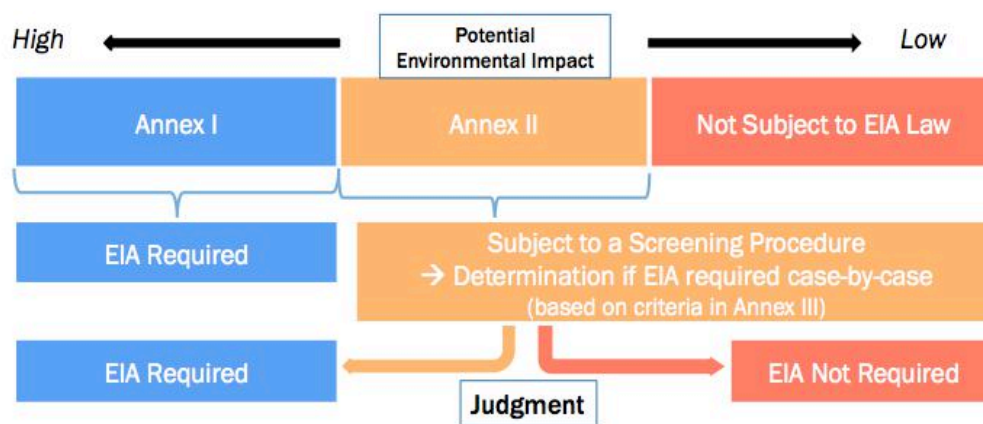 High
Potential
Environmental Impact
Low
Annex I
Annex II
Not Subject to EIA Law
EIA Required
Subject to a Screening Procedure
→ Determination if EIA required case-by-case
(based on criteria in Annex III)
EIA Required
EIA Not Required
Judgment